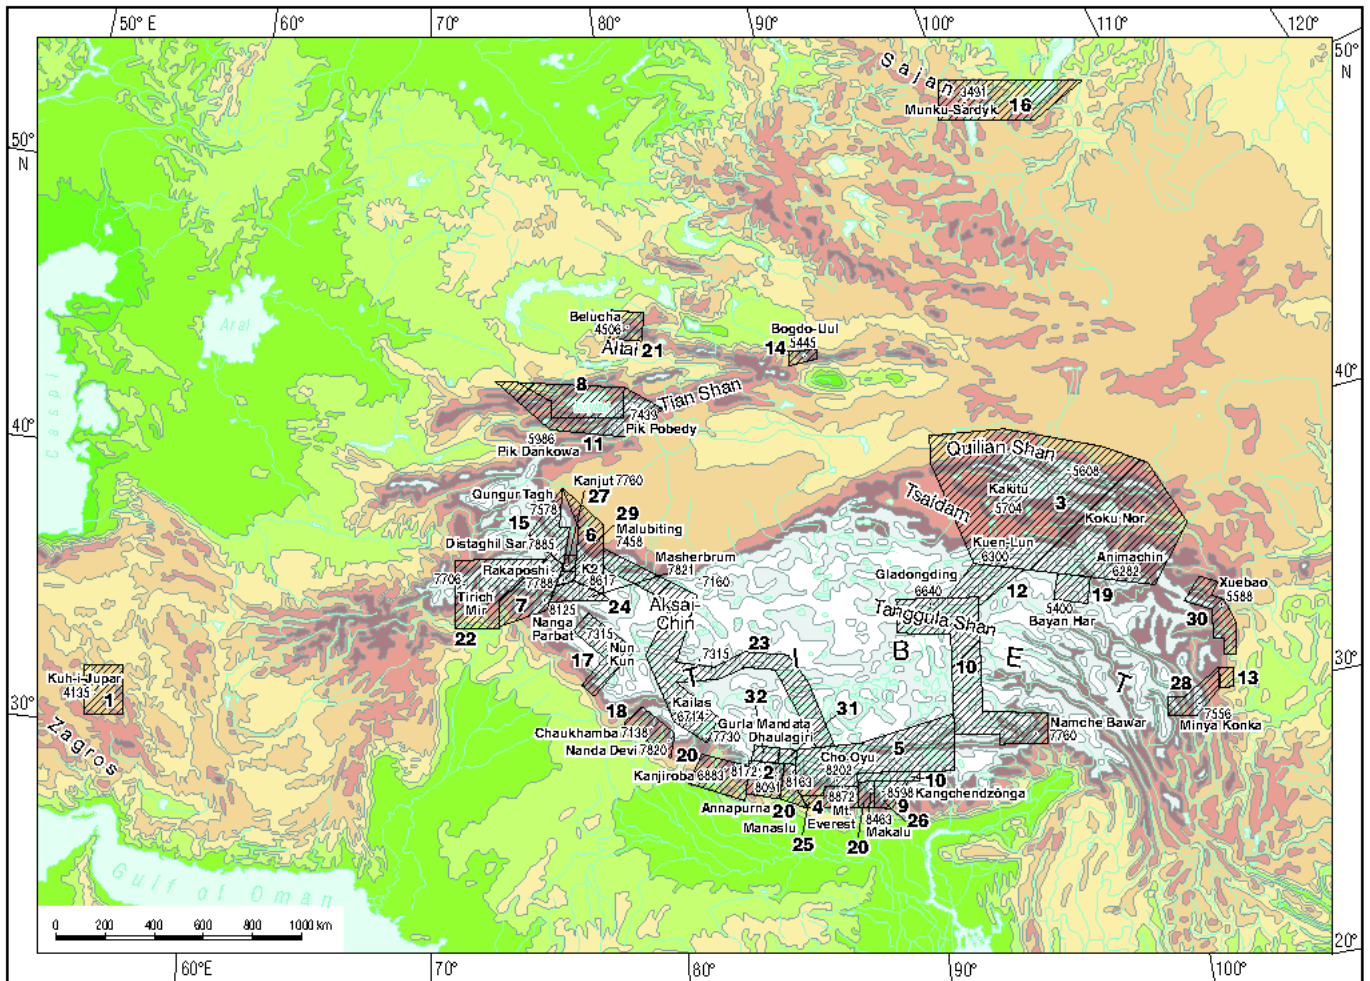 50° E
60°
70°
80°
90°
100°
110°
120°
50°
N
Sajan
3491
16
Munku-Sardyk
50°
N
Aral
Caspi
Belucha
4506
Altai
21
Bogdo-Uul
14
5445
40°
8
Tian Shan
7439
Pik Pobedy
40°
5986
11
Pik Dankowa
Quilian Shan
5608
Kakitu
5704
3
Koku Nor
Tsaidam
Kuen-Lun
6300
Animachin
6282
Kanjut 7760
27
Qungur Tagh
7578
15
29
Malubiting
7458
6
Distaghil Sar 7885
Masherbrum
7821
7160
K2
8617
Rakaposhi
7788
7706
Tirich
Mir
7
8125
24
22
Nanga
Parbat
Aksai-
Chin
Gladongding
6640
12
19
5400
Bayan Har
Xuebao
5588
30
Tanggula Shan
7315
Nun
Kun
17
7315
23
T
I
B
E
T
10
30°
13
28
7556
Minya Konka
Kuh-i-Jupar
4135
1
30°
Zagros
32
Kailas
6714
31
18
Chaukhamba 7138
7730
Gurla Mandata
Dhaulagiri
Namche Bawar
7760
Nanda Devi 7820
20
5
Cho Oyu
8202
Kanjiroba 6883
8172
2
8163
10
8091
8598
Kangchendzönga
Annapurna
20
4
8872
Mt.
Everest
9
26
8463
Makalu
Manaslu
25
20
Gulf of Oman
0
200
400
600
800
1000 km
20°
60°E
70°
80°
90°
100°